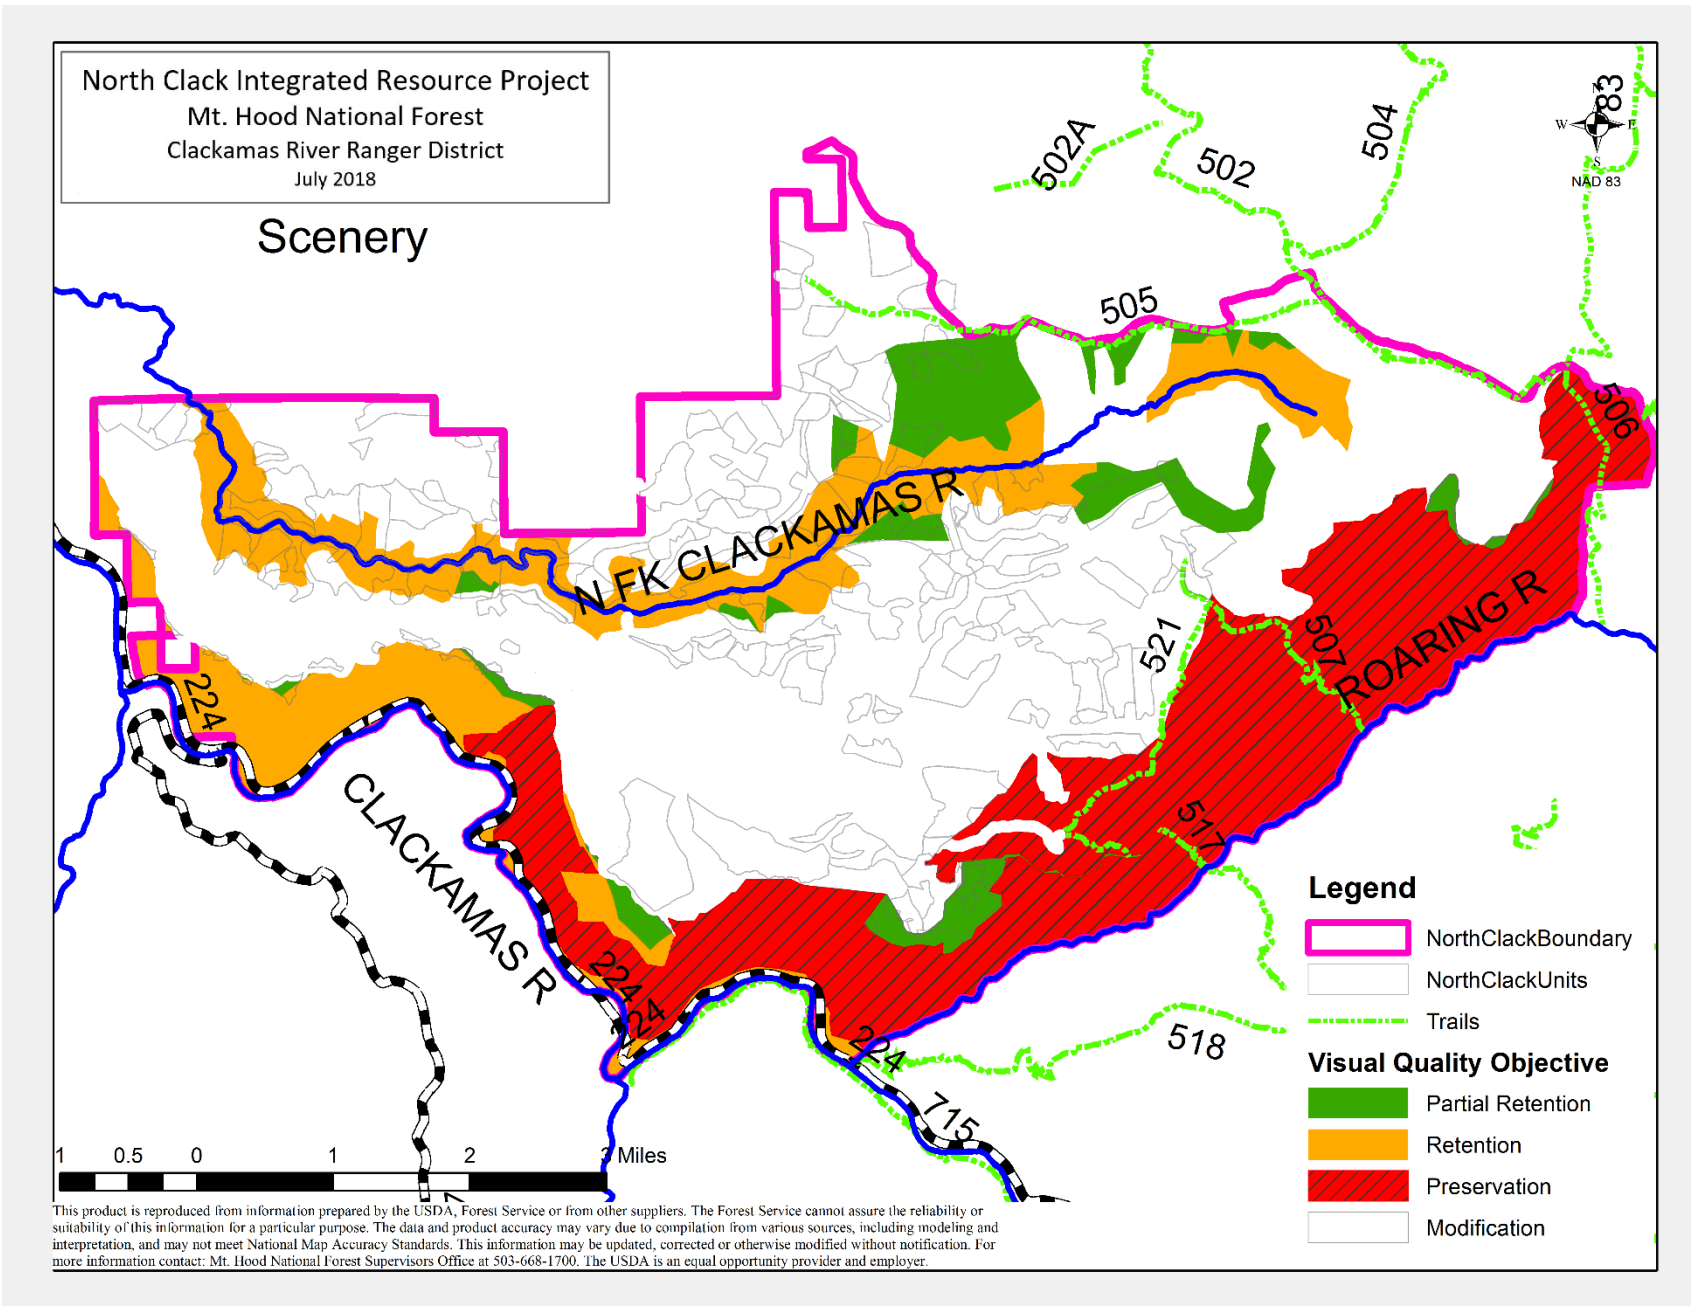 North Clack Integrated Resource Project
Mt. Hood National Forest
Clackamas River Ranger District
July 2018
Scenery
502A
502
504
83
N
W
E
S
NAD 83
505
506
N FK CLACKAMAS R
521
507
ROARING R
224
CLACKAMAS R
517
224
224
224
518
715
Legend
NorthClackBoundary
NorthClackUnits
Trails
Visual Quality Objective
Partial Retention
Retention
Preservation
Modification
1 0.5 0 1 2 3 Miles
This product is reproduced from information prepared by the USDA, Forest Service or from other suppliers. The Forest Service cannot assure the reliability or
suitability of this information for a particular purpose. The data and product accuracy may vary due to compilation from various sources, including modeling and
interpretation, and may not meet National Map Accuracy Standards. This information may be updated, corrected or otherwise modified without notification. For
more information contact: Mt. Hood National Forest Supervisors Office at 503-668-1700. The USDA is an equal opportunity provider and employer.